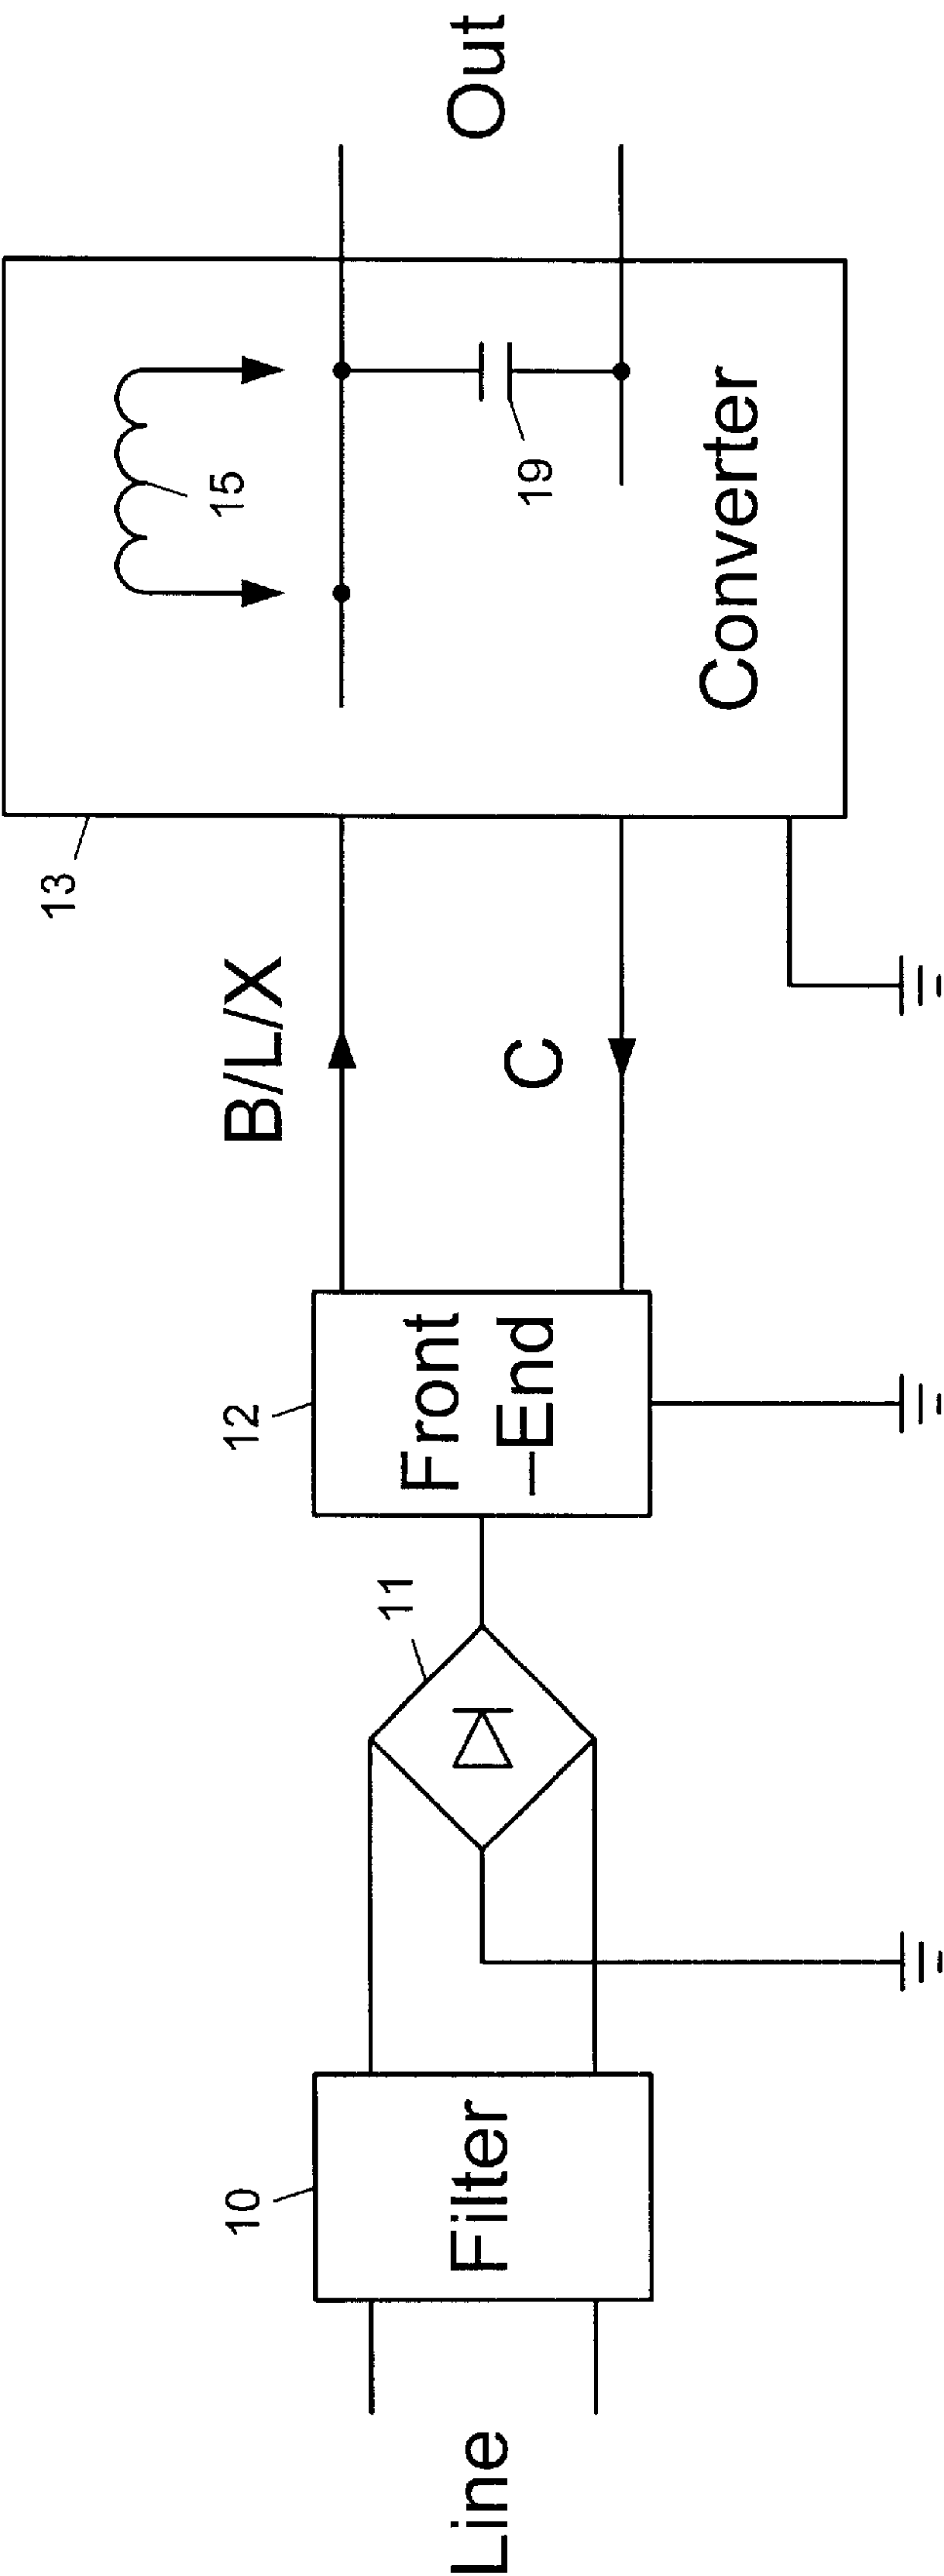 Line
10
Filter
11
12
Front
–End
B/L/X
C
13
15
19
Converter
Out